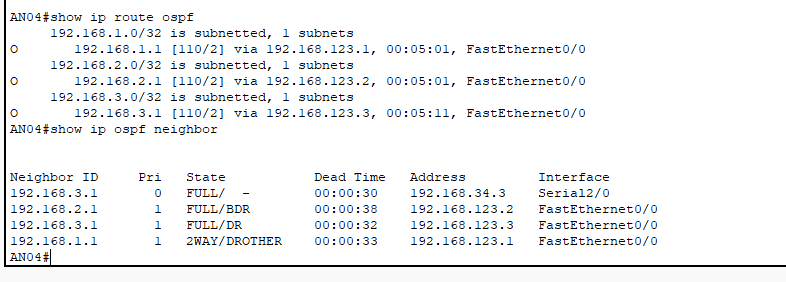 AN04#show ip route ospf
192.168.1.0/32 is subnetted, 1 subnets
O 192.168.1.1 [110/2] via 192.168.123.1, 00:05:01, FastEthernet0/0
192.168.2.0/32 is subnetted, 1 subnets
O 192.168.2.1 [110/2] via 192.168.123.2, 00:05:01, FastEthernet0/0
192.168.3.0/32 is subnetted, 1 subnets
O 192.168.3.1 [110/2] via 192.168.123.3, 00:05:11, FastEthernet0/0
AN04#show ip ospf neighbor
Neighbor ID Pri State Dead Time Address Interface
192.168.3.1 0 FULL/ - 00:00:30 192.168.34.3 Serial2/0
192.168.2.1 1 FULL/BDR 00:00:38 192.168.123.2 FastEthernet0/0
192.168.3.1 1 FULL/DR 00:00:32 192.168.123.3 FastEthernet0/0
192.168.1.1 1 2WAY/DROTHER 00:00:33 192.168.123.1 FastEthernet0/0
AN04#